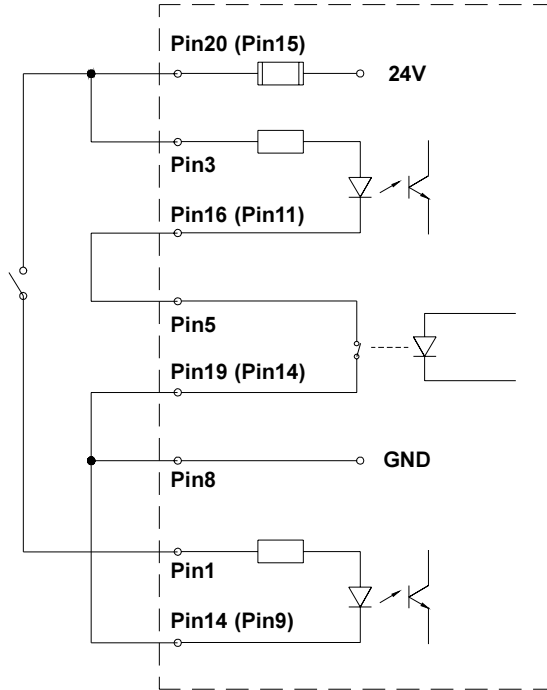 Pin20 (Pin15)
24V
Pin3
Pin16 (Pin11)
Pin5
Pin19 (Pin14)
GND
Pin8
Pin1
Pin14 (Pin9)